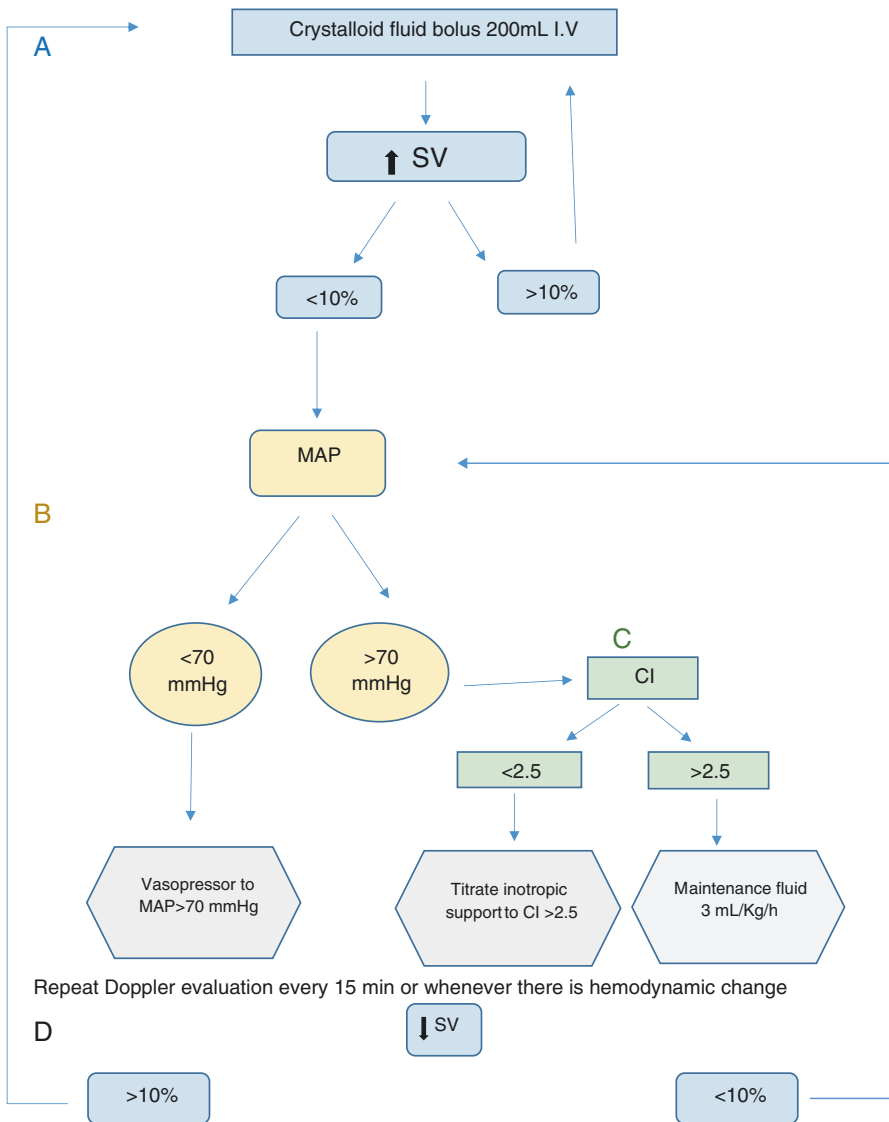 Crystalloid fluid bolus 200mL I.V
A
SV
<10%
>10%
MAP
B
<70
mmHg
>70
mmHg
C
CI
<2.5
>2.5
Vasopressor to
MAP>70 mmHg
Titrate inotropic
support to CI >2.5
Maintenance fluid
3 mL/Kg/h
Repeat Doppler evaluation every 15 min or whenever there is hemodynamic change
D
SV
>10%
<10%